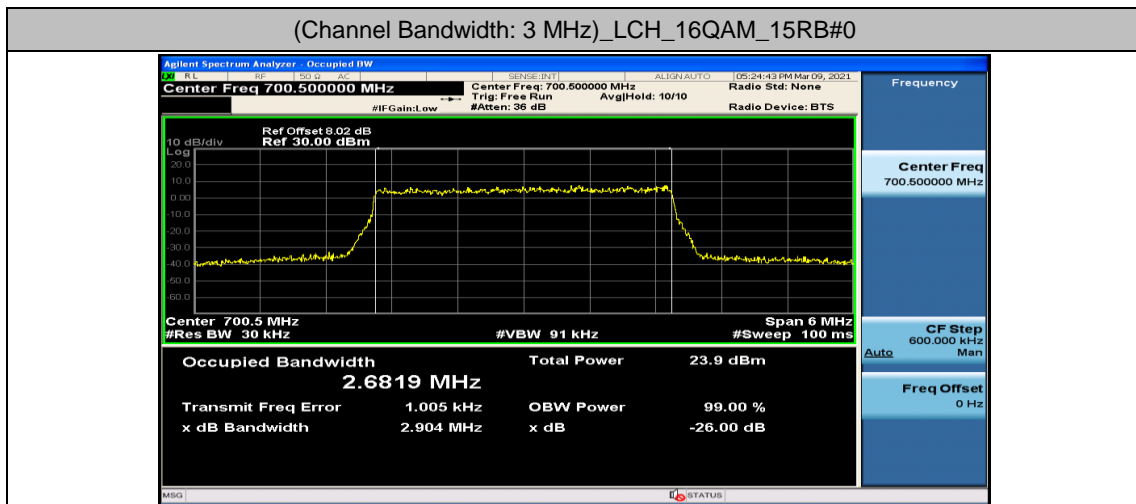 (Channel Bandwidth: 3 MHz)_LCH_16QAM_15RB#0
Agilent Spectrum Analyzer - Occupied BW
LXI RL RF 50 Ω AC SENSE:INT ALIGN AUTO 05:24:43 PM Mar 09, 2021
Center Freq 700.500000 MHz Center Freq: 700.500000 MHz Radio Std: None
Trig: Free Run Avg|Hold: 10/10
#IFGain:Low #Atten: 36 dB Radio Device: BTS
Frequency
Ref Offset 8.02 dB
10 dB/div Ref 30.00 dBm
Log
20.0
10.0
0.00
-10.0
-20.0
-30.0
-40.0
-50.0
-60.0
Center Freq
700.500000 MHz
Center 700.5 MHz Span 6 MHz
#Res BW 30 kHz #VBW 91 kHz #Sweep 100 ms
CF Step
600.000 kHz
Auto Man
Occupied Bandwidth Total Power 23.9 dBm
2.6819 MHz
Transmit Freq Error 1.005 kHz OBW Power 99.00 %
x dB Bandwidth 2.904 MHz x dB -26.00 dB
Freq Offset
0 Hz
MSG STATUS